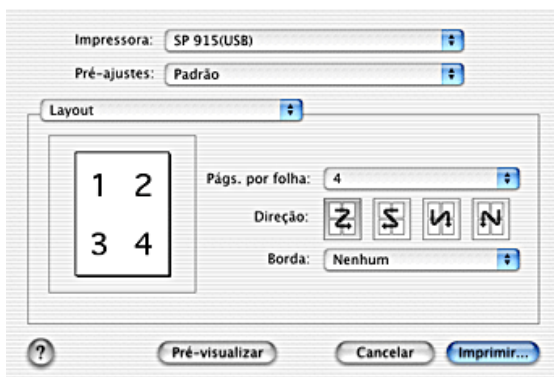 Impressora: SP 915(USB)
Pré-ajustes: Padrão
Layout
1 2
3 4
Págs. por folha: 4
Direção:
Borda: Nenhum
? Pré-visualizar Cancelar Imprimir...